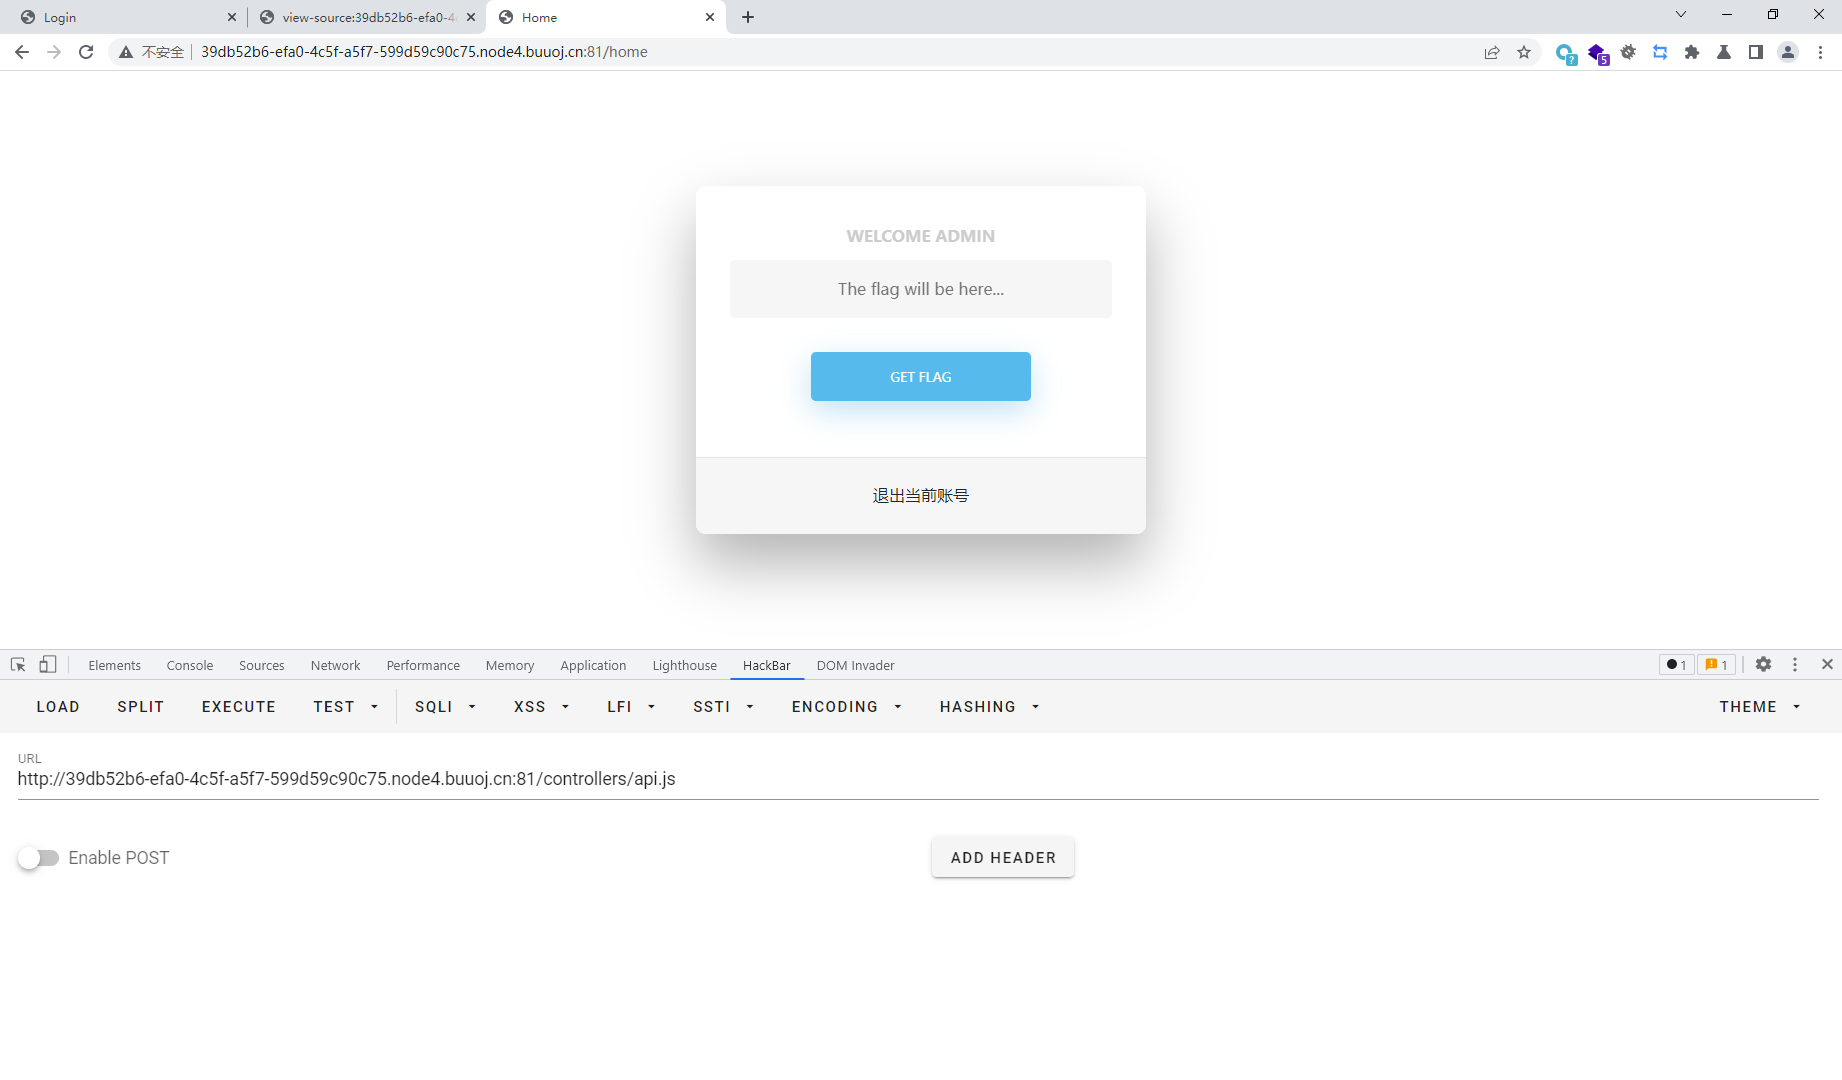 Login
view-source:39db52b6-efa0-4
Home
不安全
39db52b6-efa0-4c5f-a5f7-599d59c90c75.node4.buuoj.cn:81/home
?
5
WELCOME ADMIN
The flag will be here...
GET FLAG
退出当前账号
Elements Console Sources Network Performance Memory Application Lighthouse HackBar DOM Invader
1 1
LOAD SPLIT EXECUTE TEST SQLI XSS LFI SSTI ENCODING HASHING THEME
URL
http://39db52b6-efa0-4c5f-a5f7-599d59c90c75.node4.buuoj.cn:81/controllers/api.js
Enable POST
ADD HEADER